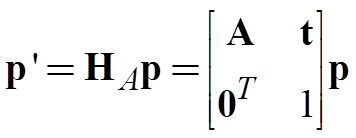 p' = H_A p = [ A t
0^T 1 ] p